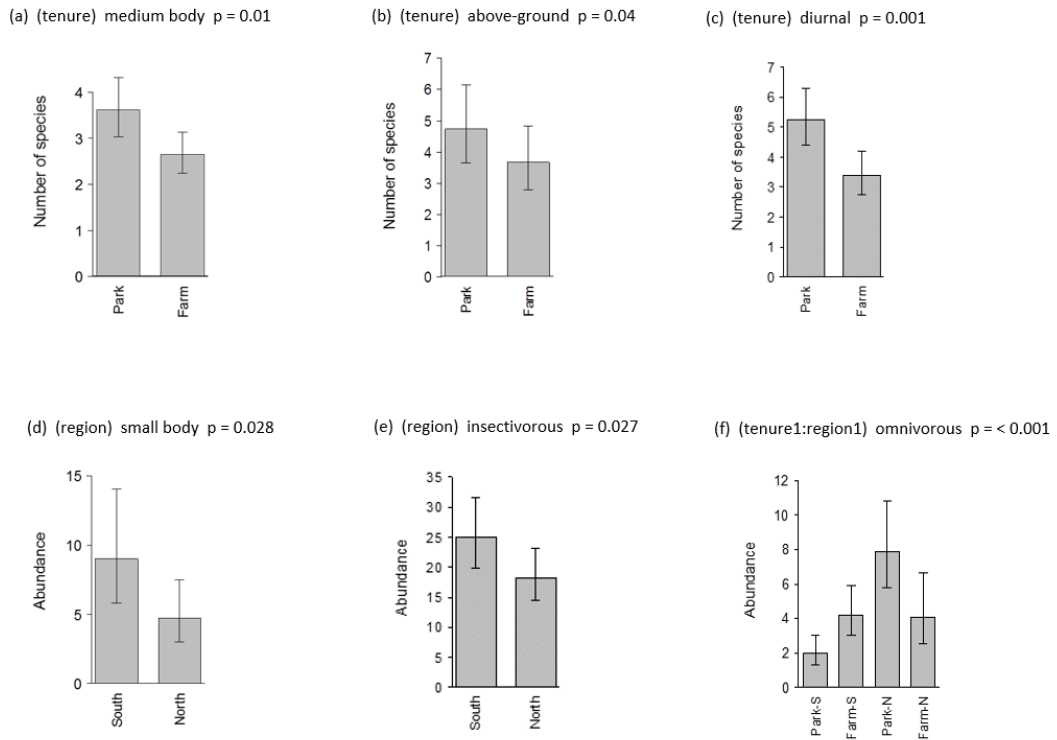 (a) (tenure) medium body p = 0.01
Number of species
4
3
2
1
0
Park
Farm
(b) (tenure) above-ground p = 0.04
Number of species
7
6
5
4
3
2
1
0
Park
Farm
(c) (tenure) diurnal p = 0.001
Number of species
7
6
5
4
3
2
1
0
Park
Farm
(d) (region) small body p = 0.028
Abundance
15
10
5
0
South
North
(e) (region) insectivorous p = 0.027
Abundance
35
30
25
20
15
10
5
0
South
North
(f) (tenure1:region1) omnivorous p = < 0.001
Abundance
12
10
8
6
4
2
0
Park-S
Farm-S
Park-N
Farm-N